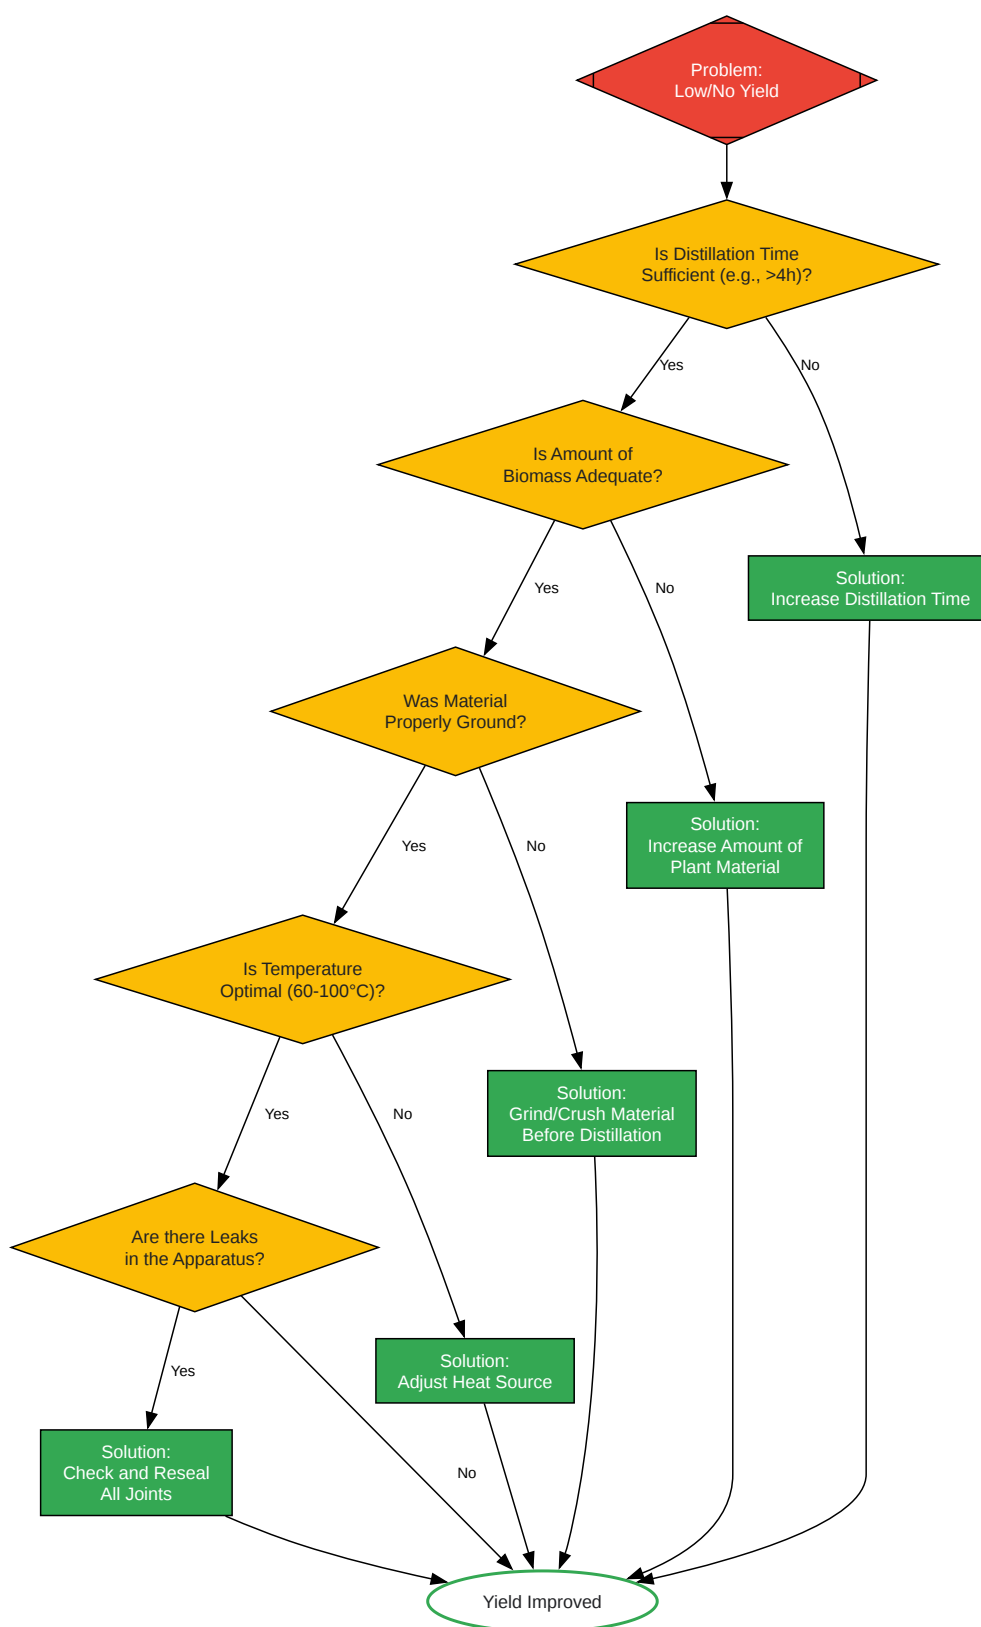 Problem:
Low/No Yield
Is Distillation Time
Sufficient (e.g., >4h)?
Yes
No
Is Amount of
Biomass Adequate?
Solution:
Increase Distillation Time
Yes
No
Was Material
Properly Ground?
Solution:
Increase Amount of
Plant Material
Yes
No
Is Temperature
Optimal (60-100°C)?
Solution:
Grind/Crush Material
Before Distillation
Yes
No
Are there Leaks
in the Apparatus?
Solution:
Adjust Heat Source
Yes
No
Solution:
Check and Reseal
All Joints
Yield Improved